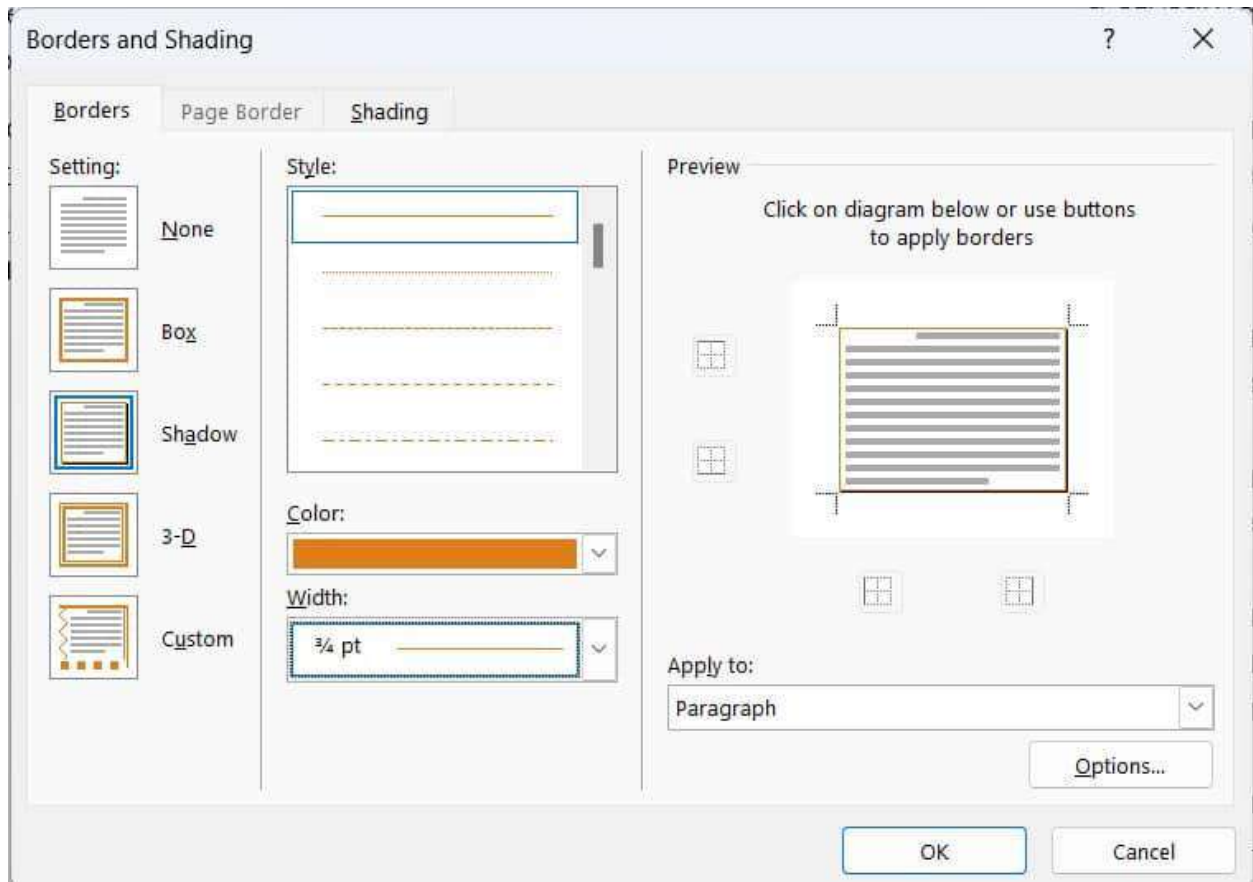 Borders and Shading
?
Borders
Page Border
Shading
Setting:
None
Box
Shadow
3-D
Custom
Style:
Color:
Width:
¾ pt
Preview
Click on diagram below or use buttons
to apply borders
Apply to:
Paragraph
Options...
OK
Cancel